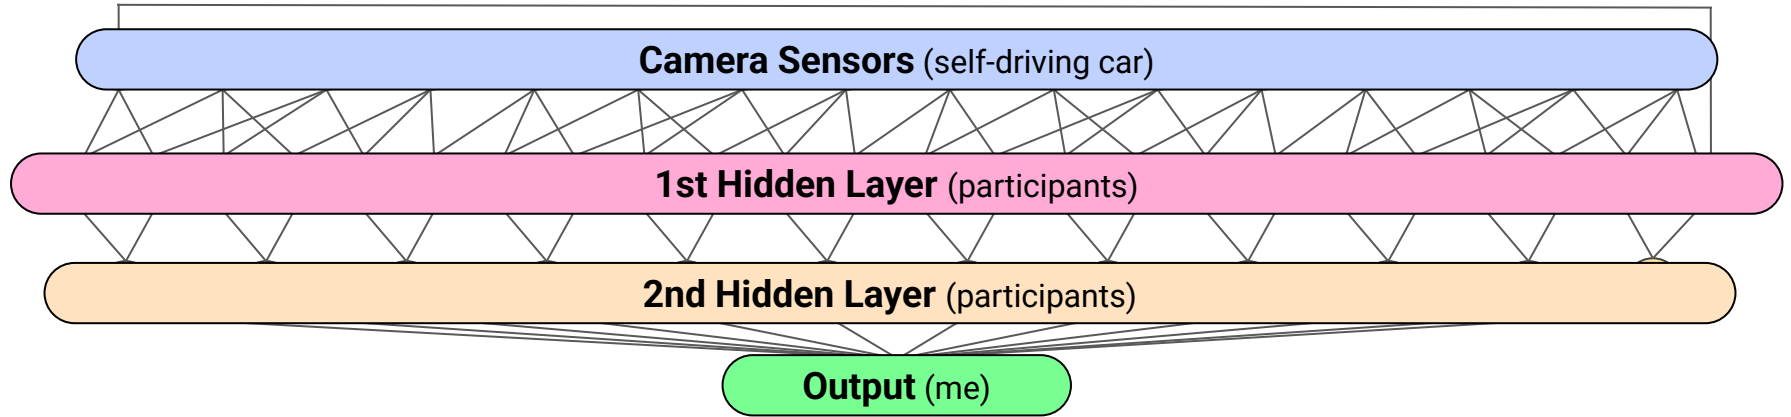 Camera Sensors (self-driving car)
1st Hidden Layer (participants)
2nd Hidden Layer (participants)
Output (me)